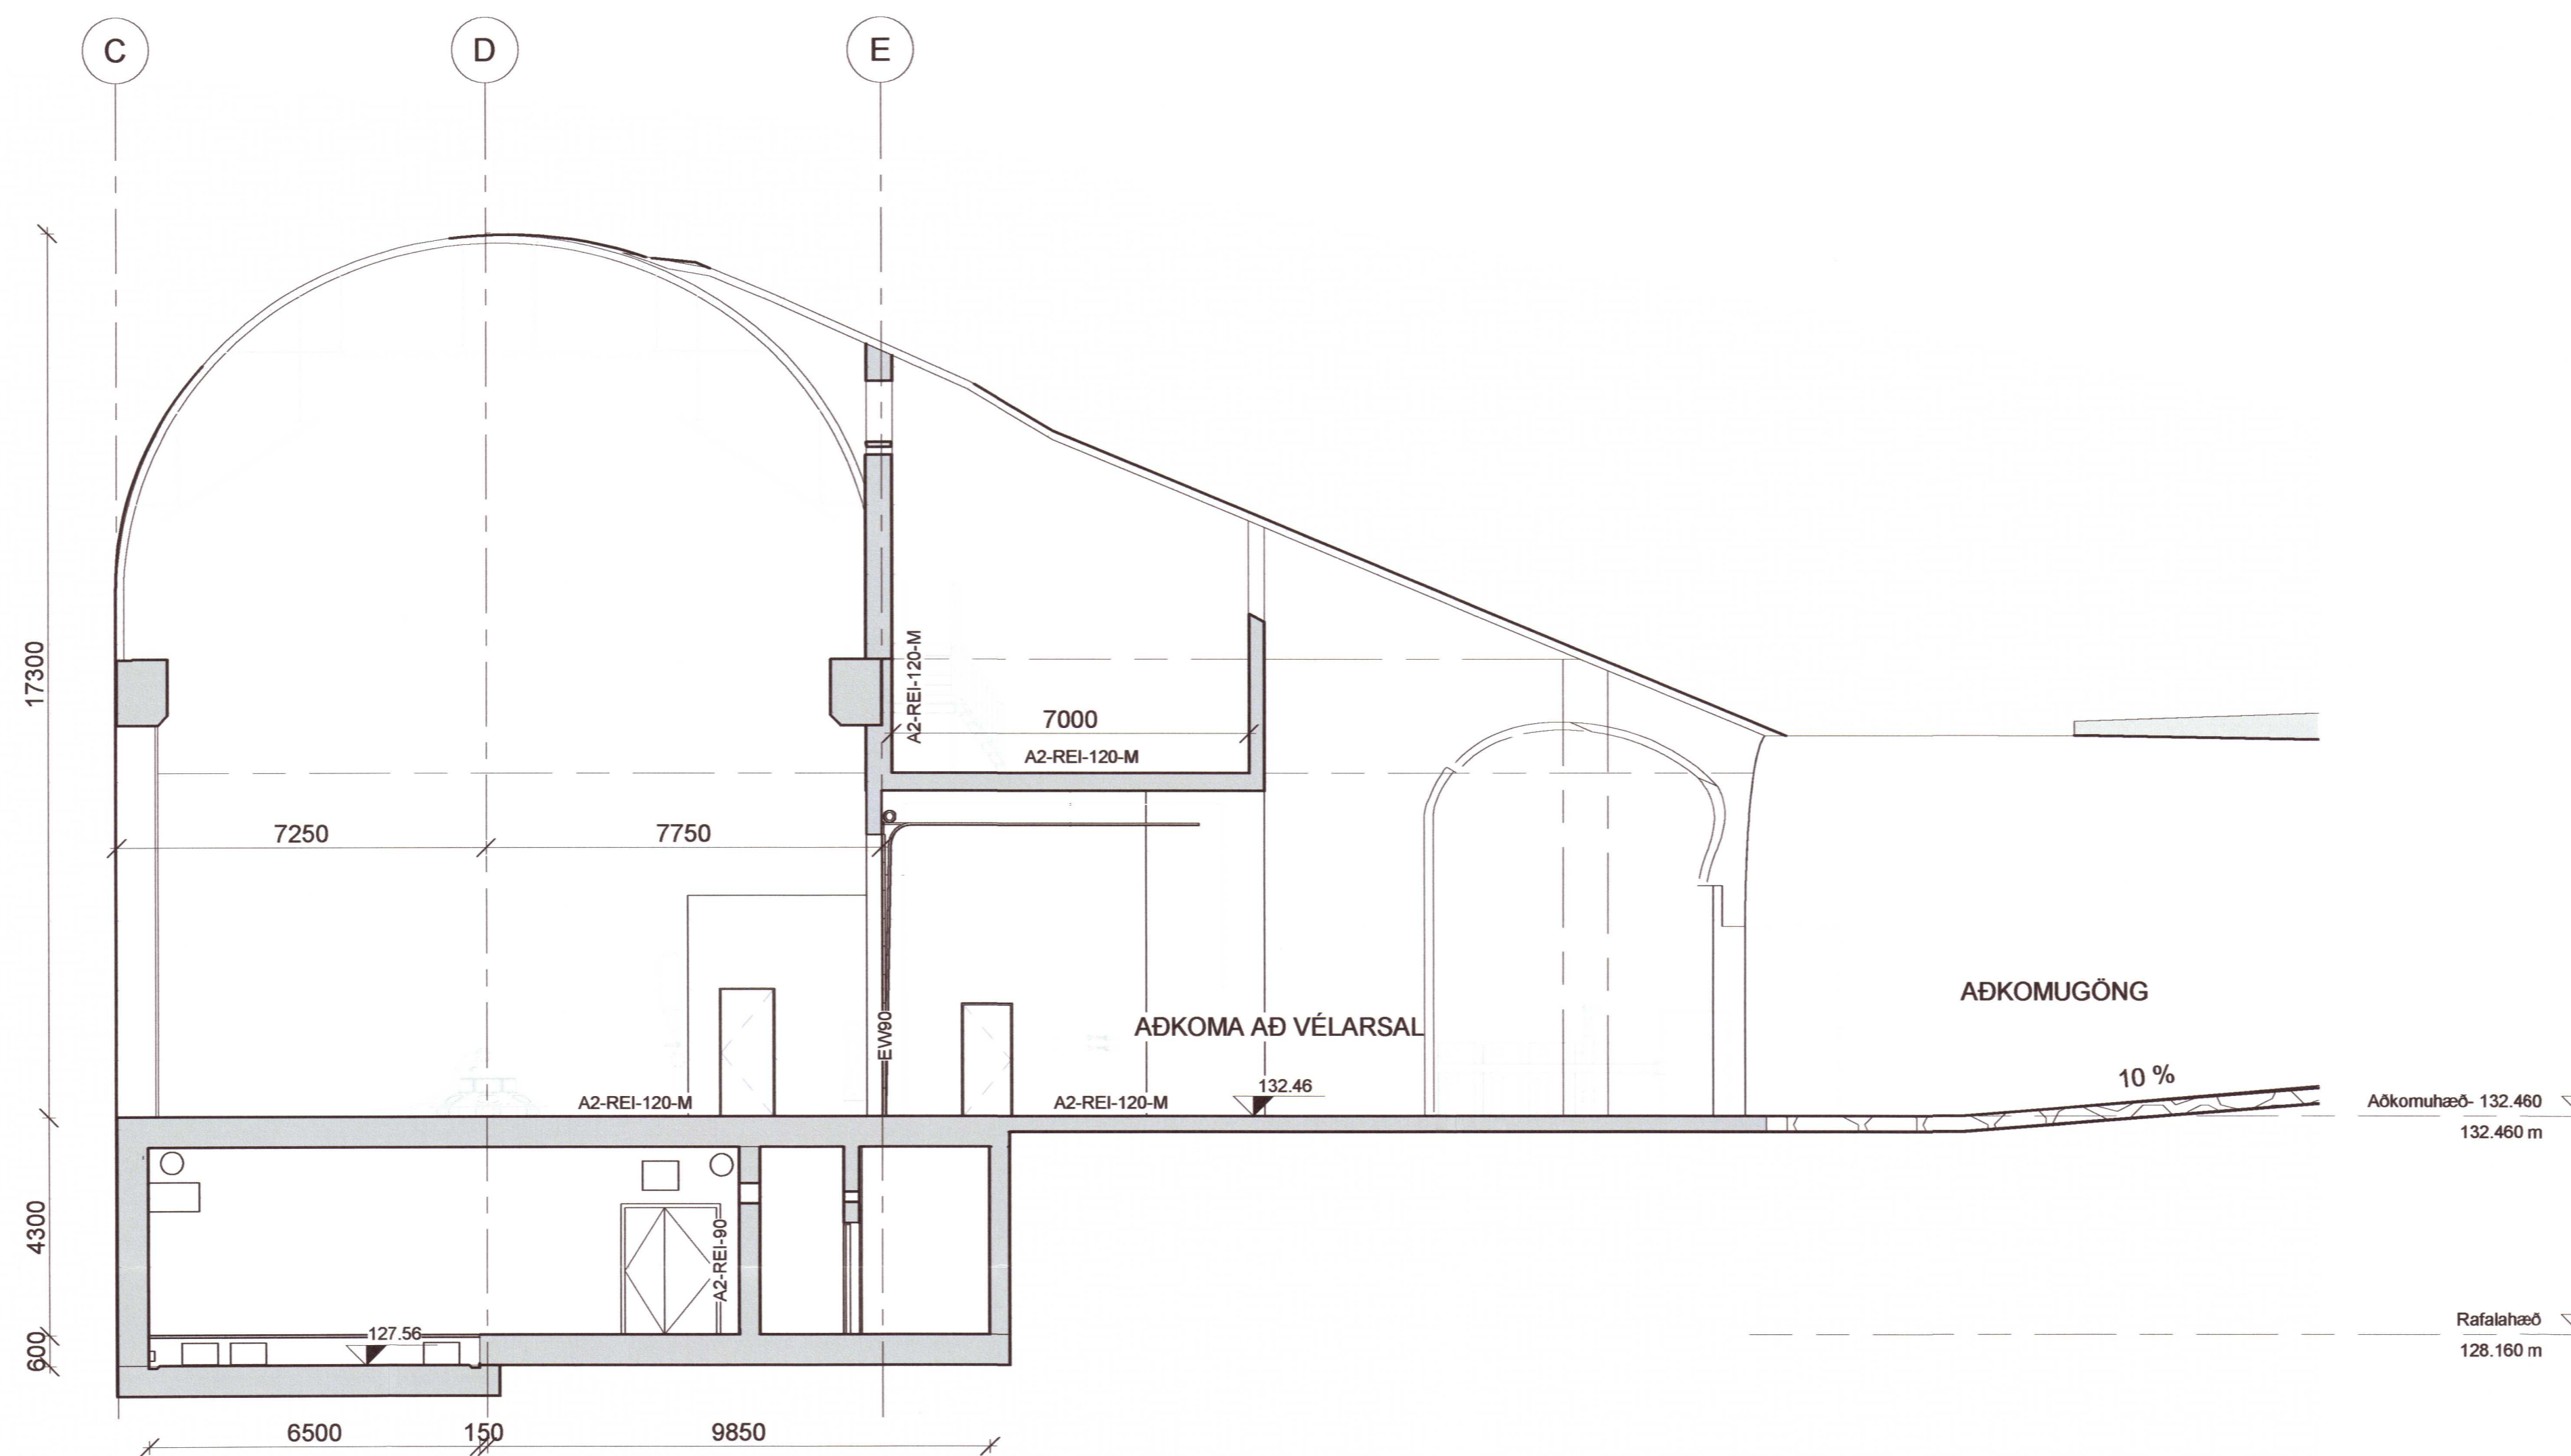 C
D
E
17300
A2-REI-120-M
7000
A2-REI-120-M
7250
7750
AÐKOMUGÖNG
EW90
AÐKOMA AÐ VÉLARSAL
10 %
132.46
A2-REI-120-M
A2-REI-120-M
Aðkomuhæð- 132.460
132.460 m
4300
A2-REI-90
Rafalahæð
127.56
600
128.160 m
6500
150
9850